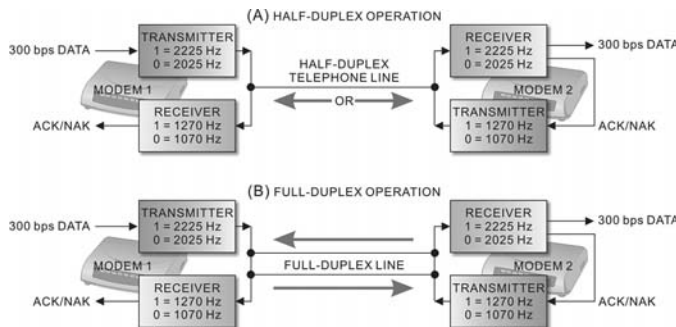 (A) HALF-DUPLEX OPERATION
300 bps DATA
TRANSMITTER
1 = 2225 Hz
0 = 2025 Hz
MODEM 1
RECEIVER
1 = 1270 Hz
0 = 1070 Hz
ACK/NAK
HALF-DUPLEX
TELEPHONE LINE
OR
RECEIVER
1 = 2225 Hz
0 = 2025 Hz
300 bps DATA
MODEM 2
TRANSMITTER
1 = 1270 Hz
0 = 1070 Hz
ACK/NAK
(B) FULL-DUPLEX OPERATION
300 bps DATA
TRANSMITTER
1 = 2225 Hz
0 = 2025 Hz
MODEM 1
RECEIVER
1 = 1270 Hz
0 = 1070 Hz
ACK/NAK
FULL-DUPLEX LINE
RECEIVER
1 = 2225 Hz
0 = 2025 Hz
300 bps DATA
MODEM 2
TRANSMITTER
1 = 1270 Hz
0 = 1070 Hz
ACK/NAK